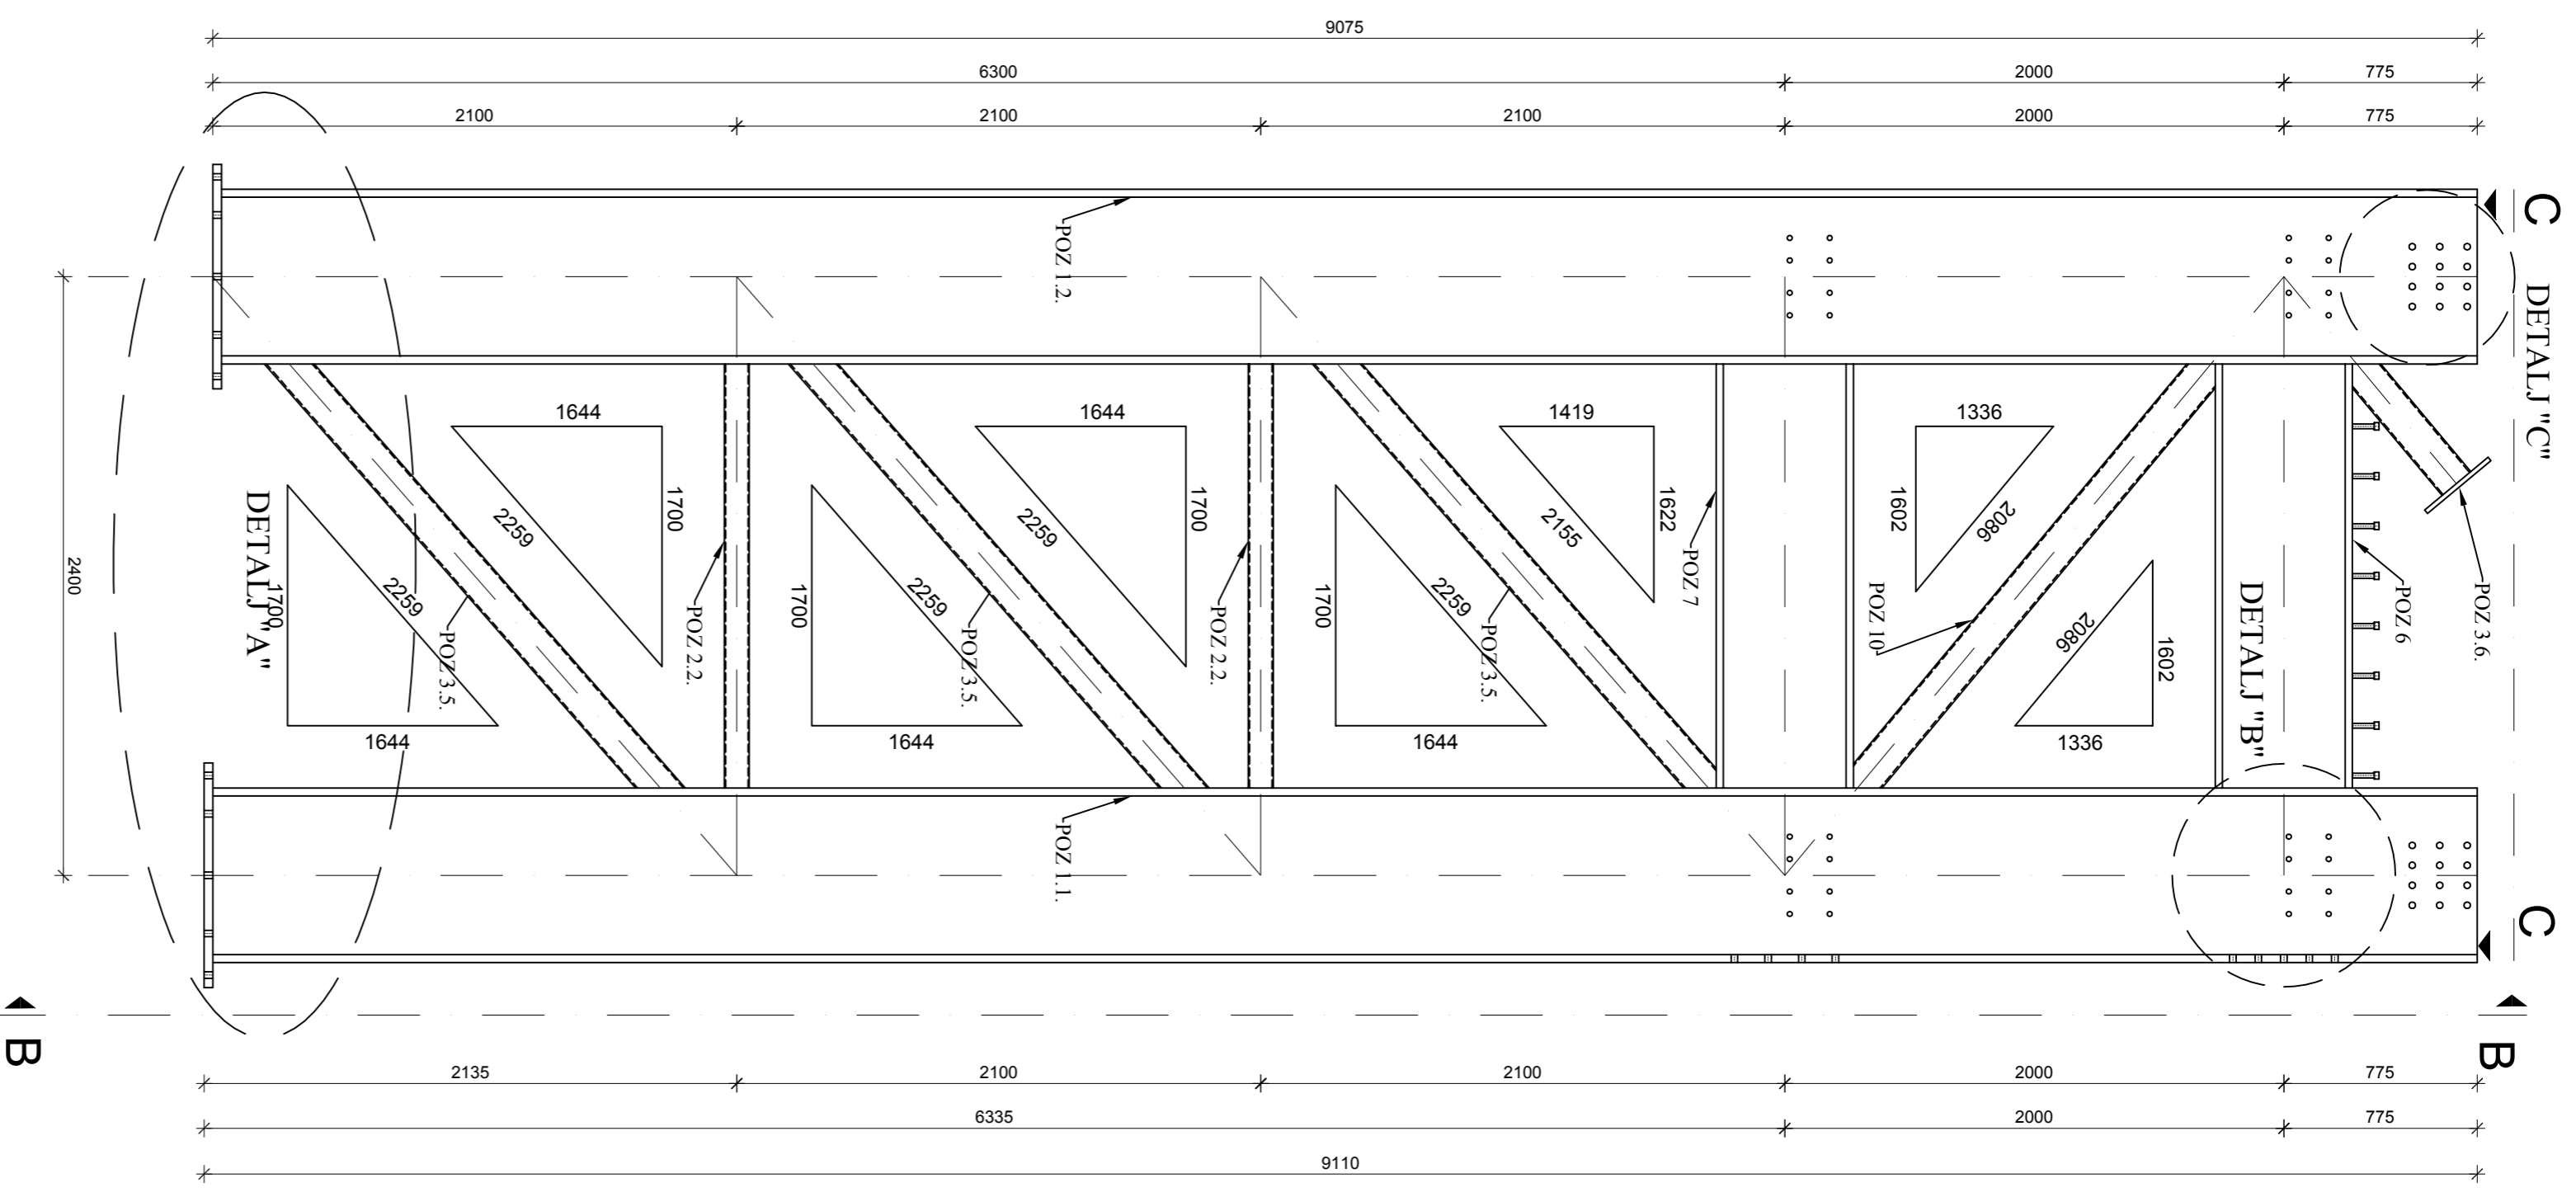 9075
6300
2000
775
2100
2100
2100
2000
775
C
DETALJ "C"
POZ 1.2.
1644
1700
2259
1644
1700
2259
1419
1622
2155
1336
1602
2086
POZ 7
POZ 2.2.
POZ 2.2.
POZ 10
POZ 6
POZ 3.6.
DETALJ "A"
1700
2259
1644
POZ 3.5.
1700
2259
1644
POZ 3.5.
1700
2259
1644
POZ 3.5.
2086
1602
1336
DETALJ "B"
2400
POZ 1.1.
C
B
B
2135
2100
2100
2000
775
6335
2000
775
9110